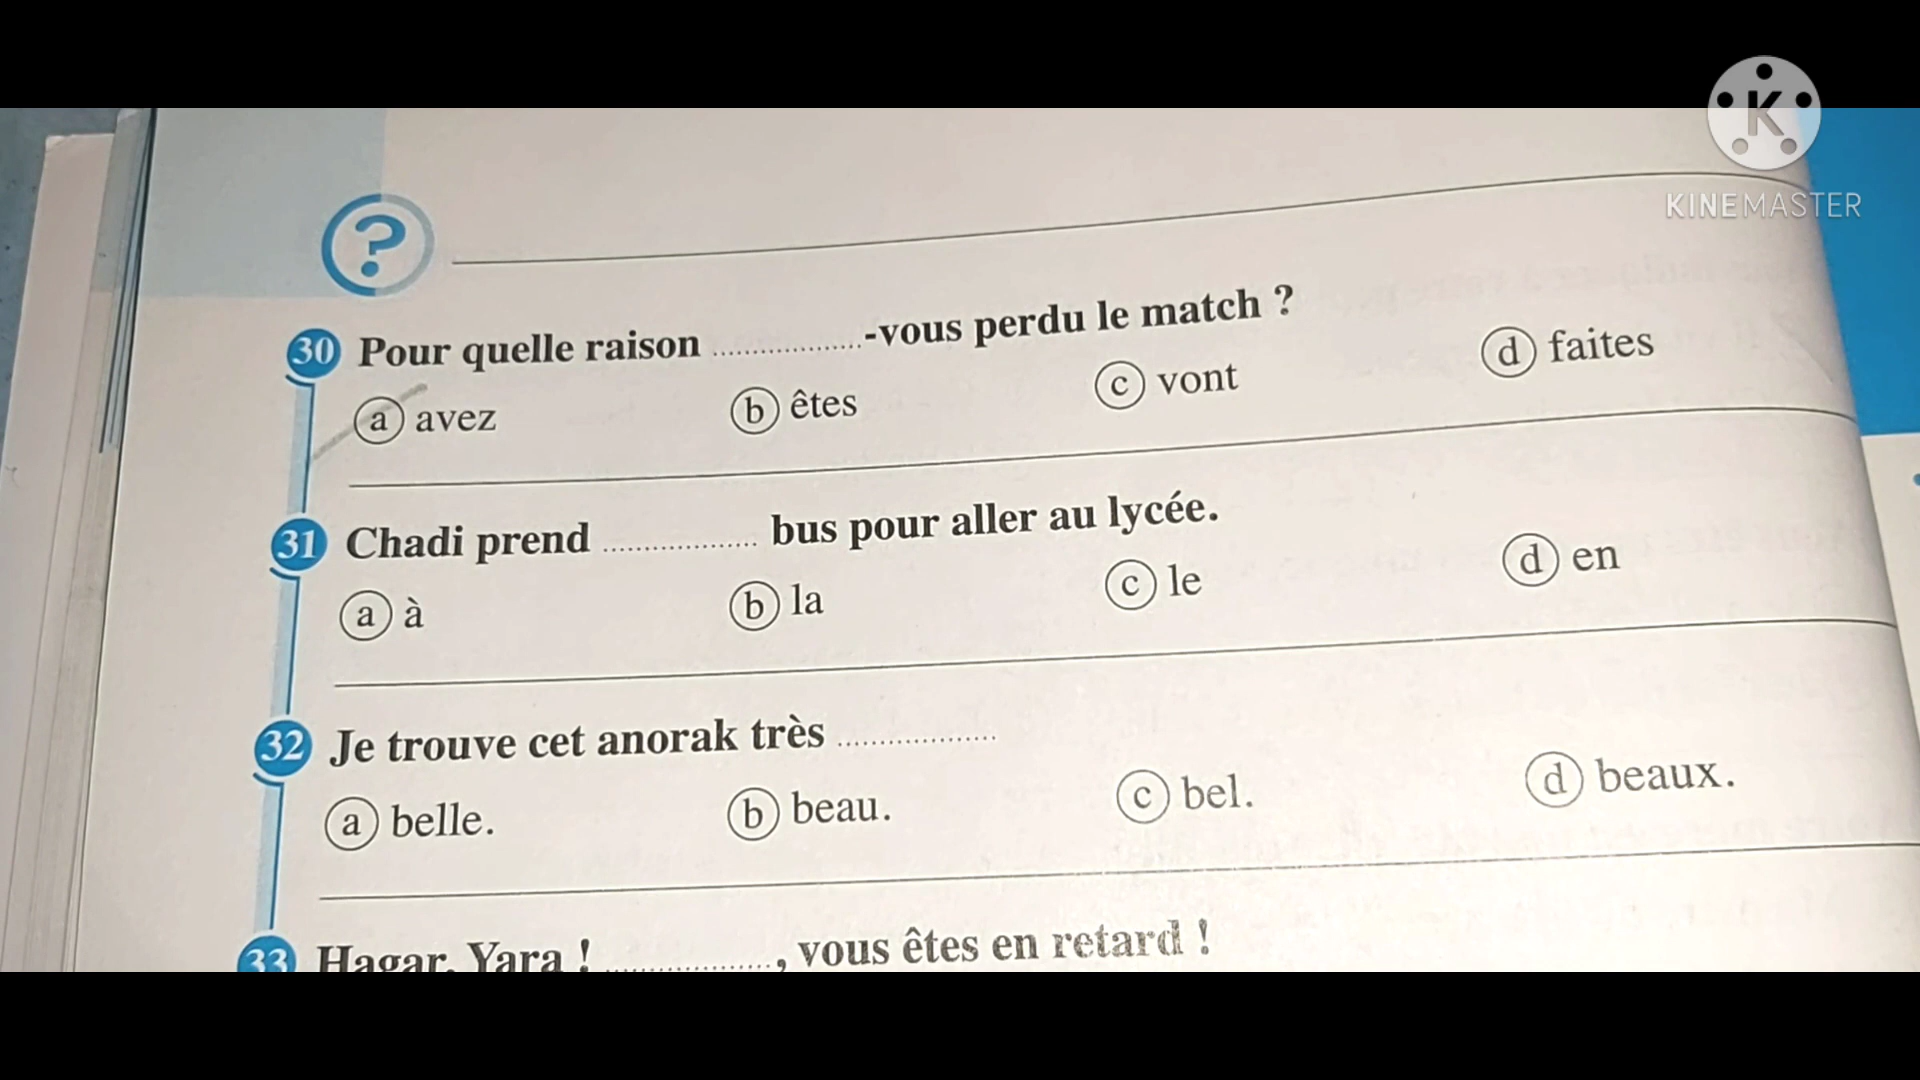 KINEMASTER
?
30 Pour quelle raison ..................-vous perdu le match ?
a avez b êtes c vont d faites
31 Chadi prend .................. bus pour aller au lycée.
a à b la c le d en
32 Je trouve cet anorak très ..................
a belle. b beau. c bel. d beaux.
33 Hagar, Yara ! .................., vous êtes en retard !